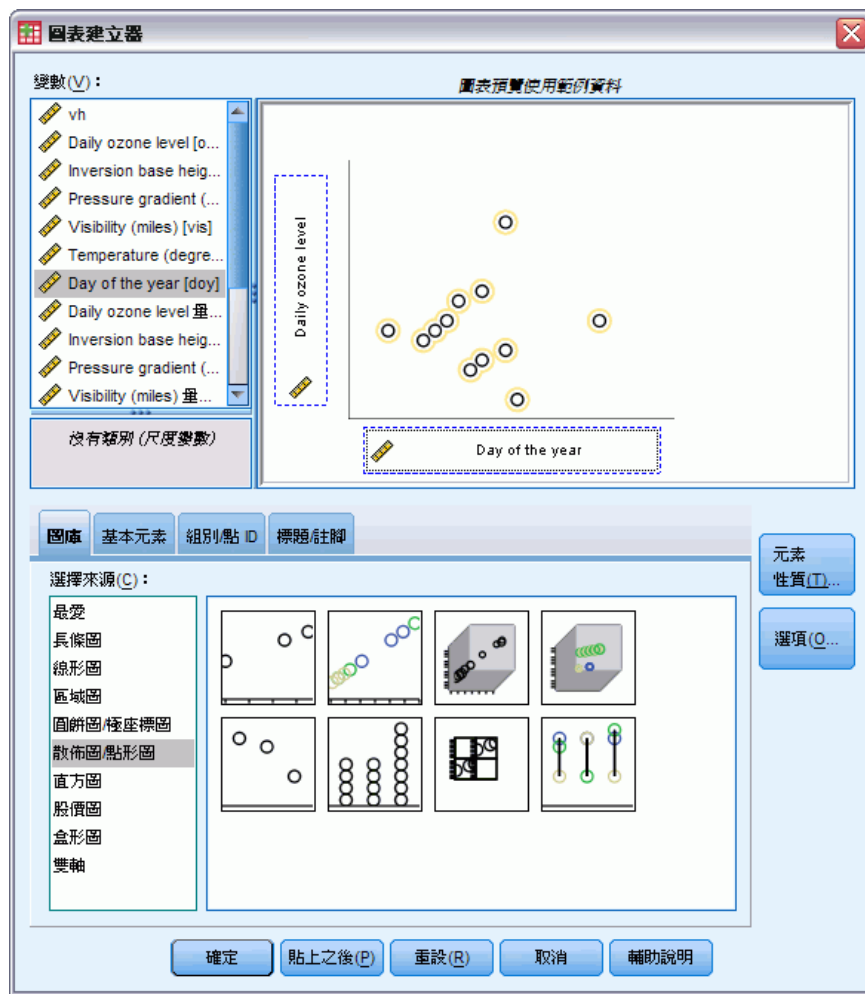 圖表建立器
變數(V)：
圖表預覽使用範例資料
vh
Daily ozone level [o...
Inversion base heig...
Pressure gradient (...
Visibility (miles) [vis]
Temperature (degre...
Day of the year [doy]
Daily ozone level 量...
Inversion base heig...
Pressure gradient (...
Visibility (miles) 量...
沒有類別 (尺度變數)
Daily ozone level
Day of the year
圖庫
基本元素
組別/點 ID
標題/註腳
選擇來源(C)：
最愛
長條圖
線形圖
區域圖
圓餅圖/極座標圖
散佈圖/點形圖
直方圖
股價圖
盒形圖
雙軸
元素
性質(T)...
選項(O...
確定
貼上之後(P)
重設(R)
取消
輔助說明